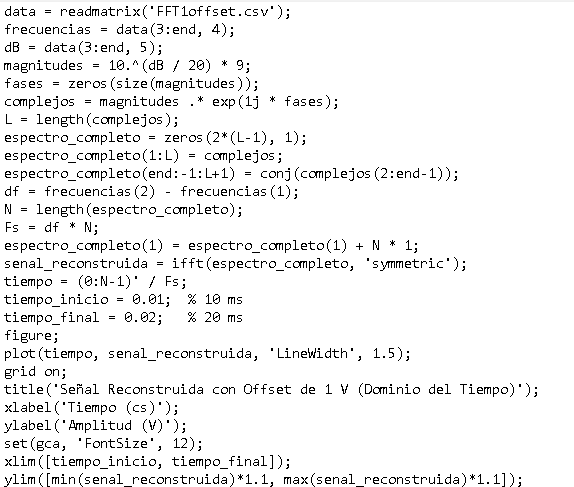 data = readmatrix('FFT1offset.csv');
frecuencias = data(3:end, 4);
dB = data(3:end, 5);
magnitudes = 10.^(dB / 20) * 9;
fases = zeros(size(magnitudes));
complejos = magnitudes .* exp(1j * fases);
L = length(complejos);
espectro_completo = zeros(2*(L-1), 1);
espectro_completo(1:L) = complejos;
espectro_completo(end:-1:L+1) = conj(complejos(2:end-1));
df = frecuencias(2) - frecuencias(1);
N = length(espectro_completo);
Fs = df * N;
espectro_completo(1) = espectro_completo(1) + N * 1;
senal_reconstruida = ifft(espectro_completo, 'symmetric');
tiempo = (0:N-1)' / Fs;
tiempo_inicio = 0.01;  % 10 ms
tiempo_final = 0.02;   % 20 ms
figure;
plot(tiempo, senal_reconstruida, 'LineWidth', 1.5);
grid on;
title('Señal Reconstruida con Offset de 1 V (Dominio del Tiempo)');
xlabel('Tiempo (cs)');
ylabel('Amplitud (V)');
set(gca, 'FontSize', 12);
xlim([tiempo_inicio, tiempo_final]);
ylim([min(senal_reconstruida)*1.1, max(senal_reconstruida)*1.1]);